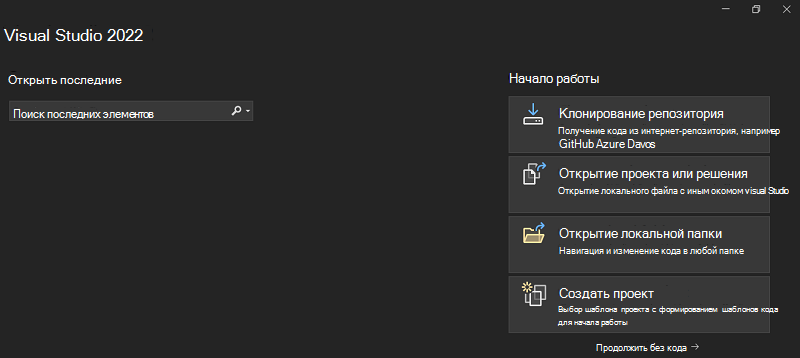 Visual Studio 2022
Открыть последние
Поиск последних элементов
Начало работы
Клонирование репозитория
Получение кода из интернет-репозитория, например
GitHub Azure Davos
Открытие проекта или решения
Открытие локального файла с иным окомом visual Studio
Открытие локальной папки
Навигация и изменение кода в любой папке
Создать проект
Выбор шаблона проекта с формированием шаблонов кода
для начала работы
Продолжить без кода →